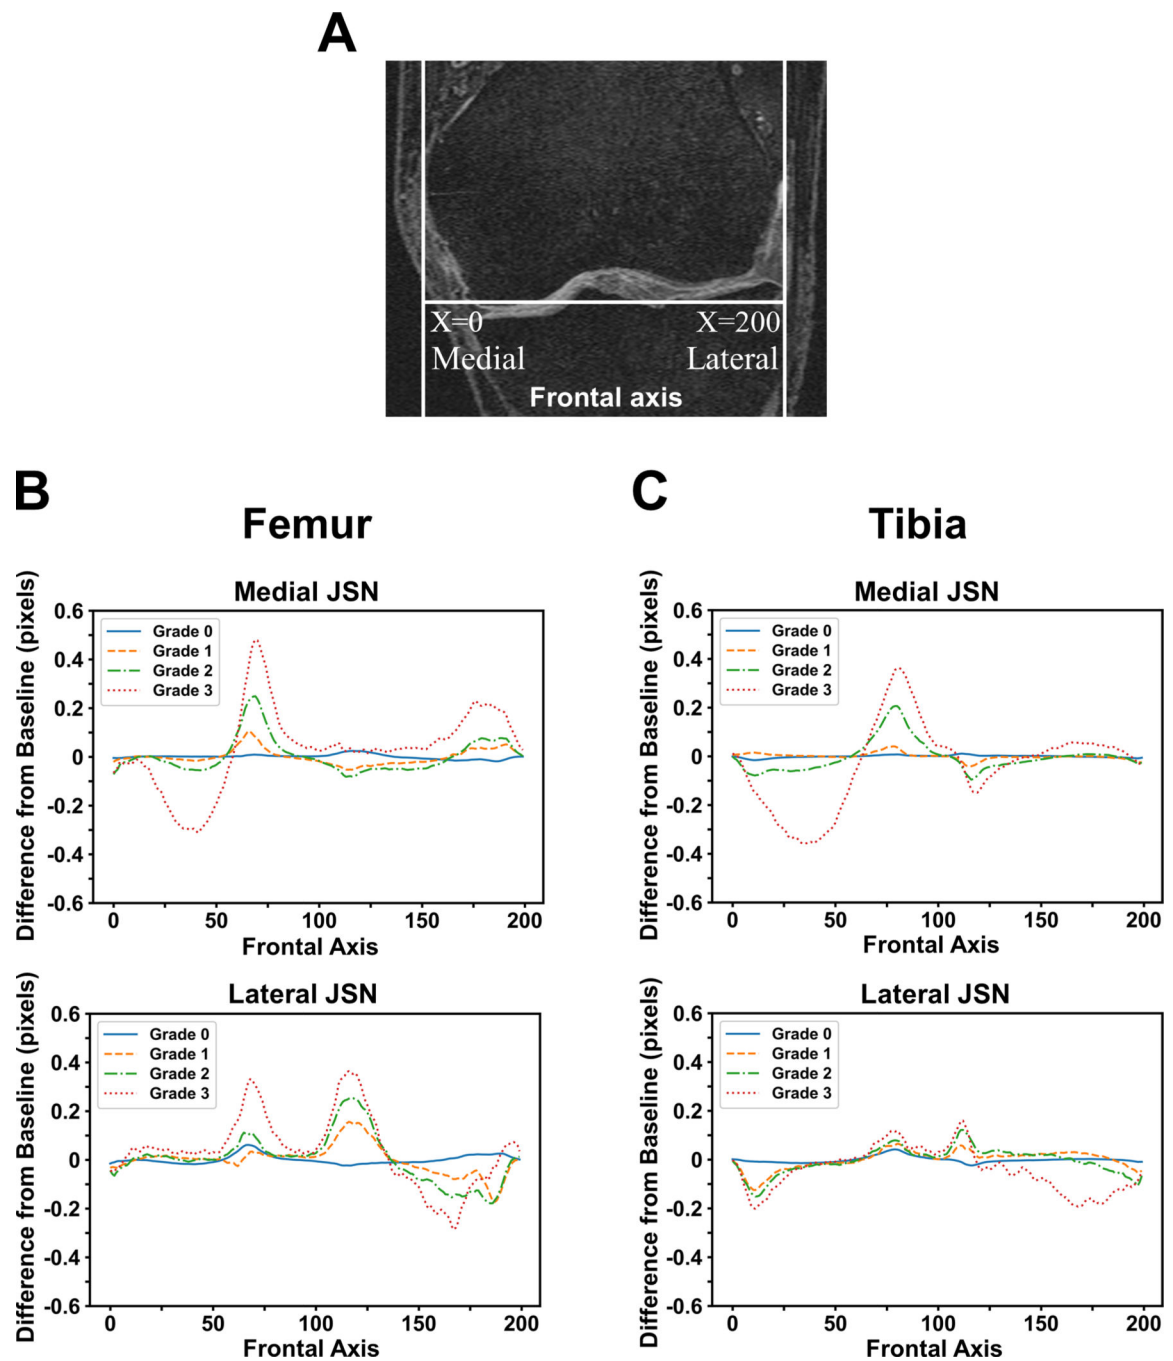 A
X=0 X=200
Medial Lateral
Frontal axis
B
Femur
Medial JSN
Difference from Baseline (pixels)
0.6
0.4
0.2
0
-0.2
-0.4
-0.6
Grade 0
Grade 1
Grade 2
Grade 3
0 50 100 150 200
Frontal Axis
Lateral JSN
Difference from Baseline (pixels)
0.6
0.4
0.2
0
-0.2
-0.4
-0.6
Grade 0
Grade 1
Grade 2
Grade 3
0 50 100 150 200
Frontal Axis
C
Tibia
Medial JSN
Difference from Baseline (pixels)
0.6
0.4
0.2
0
-0.2
-0.4
-0.6
Grade 0
Grade 1
Grade 2
Grade 3
0 50 100 150 200
Frontal Axis
Lateral JSN
Difference from Baseline (pixels)
0.6
0.4
0.2
0
-0.2
-0.4
-0.6
Grade 0
Grade 1
Grade 2
Grade 3
0 50 100 150 200
Frontal Axis